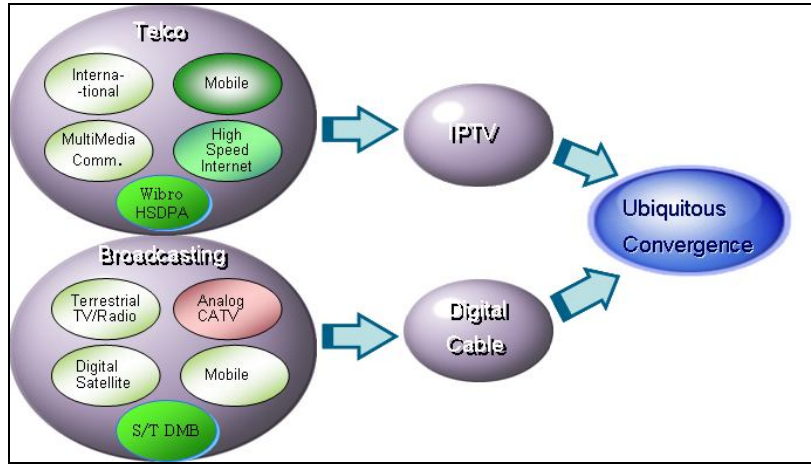 Telco
Interna-
-tional
Mobile
MultiMedia
Comm.
High
Speed
Internet
Wibro
HSDPA
IPTV
Ubiquitous
Convergence
Broadcasting
Terrestrial
TV/Radio
Analog
CATV
Digital
Satellite
Mobile
S/T DMB
Digital
Cable